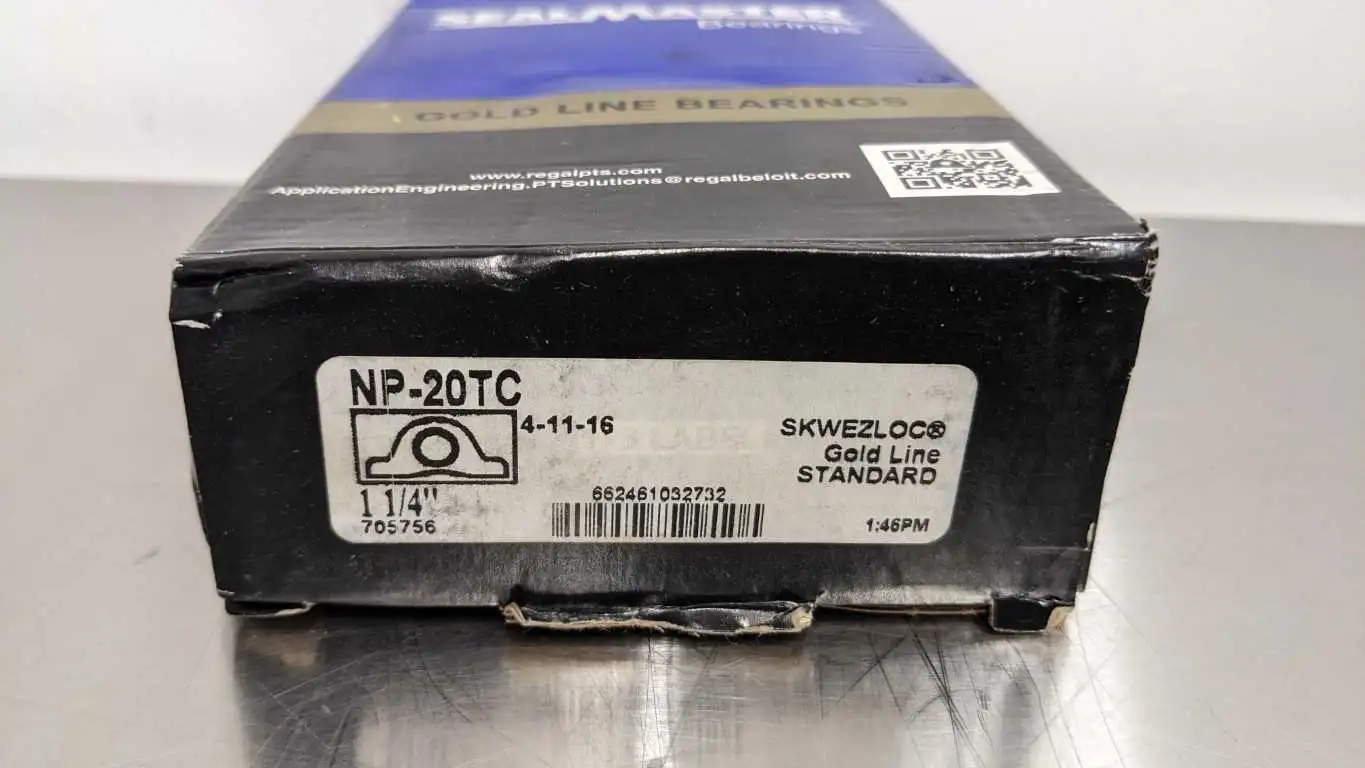 SEALMASTER
Bearings
GOLD LINE BEARINGS
www.regalpts.com
ApplicationEngineering.PTSolutions@regalbeloit.com
NP-20TC
4-11-16
SKWEZLOC®
Gold Line
STANDARD
1 1/4"
705756
662461032732
1:46PM